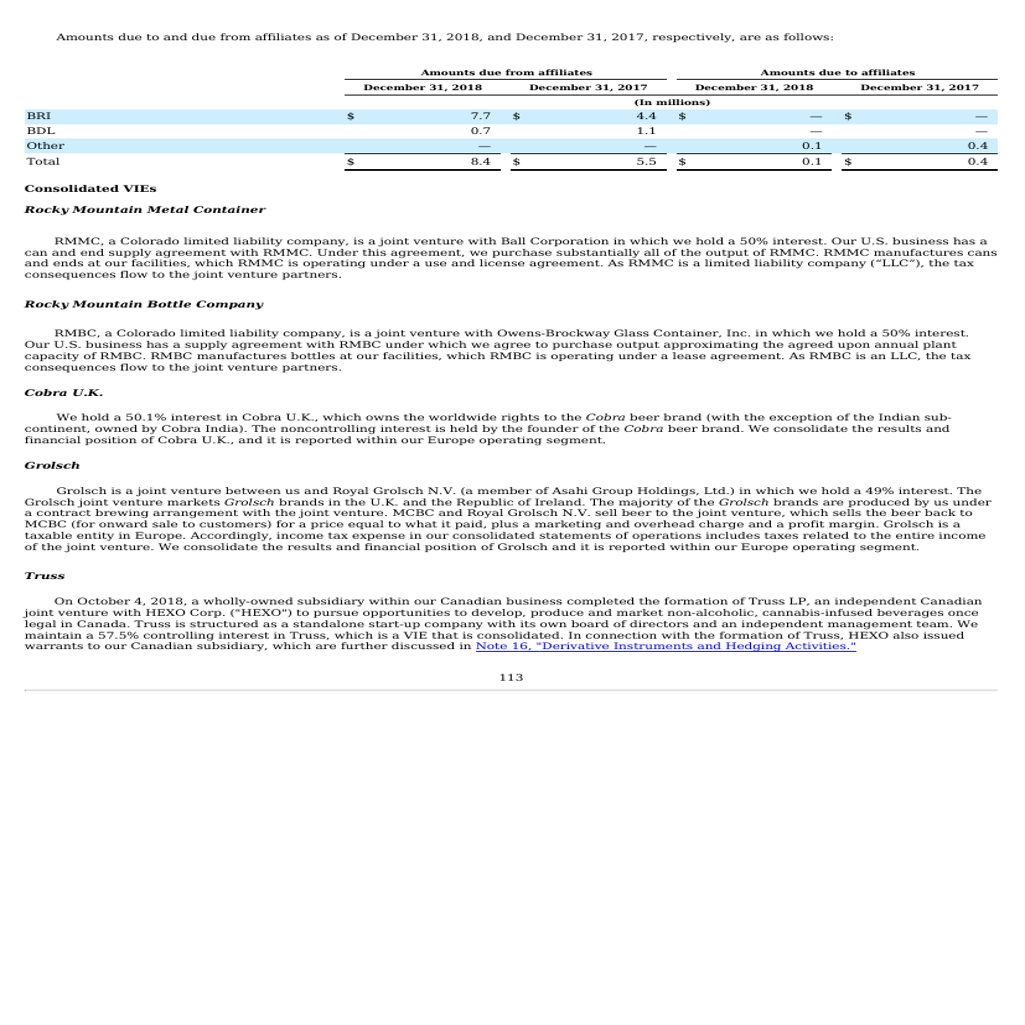 Amounts due to and due from affiliates as of December 31, 2018, and December 31, 2017, respectively, are as follows:
Amounts due from affiliates Amounts due to affiliates
December 31, 2018 December 31, 2017 December 31, 2018 December 31, 2017
(In millions)
BRI $ 7.7 $ 4.4 $ — $ —
BDL 0.7 1.1 — —
Other — — 0.1 0.4
Total $ 8.4 $ 5.5 $ 0.1 $ 0.4
Consolidated VIEs
Rocky Mountain Metal Container
RMMC, a Colorado limited liability company, is a joint venture with Ball Corporation in which we hold a 50% interest. Our U.S. business has a
can and end supply agreement with RMMC. Under this agreement, we purchase substantially all of the output of RMMC. RMMC manufactures cans
and ends at our facilities, which RMMC is operating under a use and license agreement. As RMMC is a limited liability company (“LLC”), the tax
consequences flow to the joint venture partners.
Rocky Mountain Bottle Company
RMBC, a Colorado limited liability company, is a joint venture with Owens-Brockway Glass Container, Inc. in which we hold a 50% interest.
Our U.S. business has a supply agreement with RMBC under which we agree to purchase output approximating the agreed upon annual plant
capacity of RMBC. RMBC manufactures bottles at our facilities, which RMBC is operating under a lease agreement. As RMBC is an LLC, the tax
consequences flow to the joint venture partners.
Cobra U.K.
We hold a 50.1% interest in Cobra U.K., which owns the worldwide rights to the Cobra beer brand (with the exception of the Indian sub-
continent, owned by Cobra India). The noncontrolling interest is held by the founder of the Cobra beer brand. We consolidate the results and
financial position of Cobra U.K., and it is reported within our Europe operating segment.
Grolsch
Grolsch is a joint venture between us and Royal Grolsch N.V. (a member of Asahi Group Holdings, Ltd.) in which we hold a 49% interest. The
Grolsch joint venture markets Grolsch brands in the U.K. and the Republic of Ireland. The majority of the Grolsch brands are produced by us under
a contract brewing arrangement with the joint venture. MCBC and Royal Grolsch N.V. sell beer to the joint venture, which sells the beer back to
MCBC (for onward sale to customers) for a price equal to what it paid, plus a marketing and overhead charge and a profit margin. Grolsch is a
taxable entity in Europe. Accordingly, income tax expense in our consolidated statements of operations includes taxes related to the entire income
of the joint venture. We consolidate the results and financial position of Grolsch and it is reported within our Europe operating segment.
Truss
On October 4, 2018, a wholly-owned subsidiary within our Canadian business completed the formation of Truss LP, an independent Canadian
joint venture with HEXO Corp. ("HEXO") to pursue opportunities to develop, produce and market non-alcoholic, cannabis-infused beverages once
legal in Canada. Truss is structured as a standalone start-up company with its own board of directors and an independent management team. We
maintain a 57.5% controlling interest in Truss, which is a VIE that is consolidated. In connection with the formation of Truss, HEXO also issued
warrants to our Canadian subsidiary, which are further discussed in Note 16, "Derivative Instruments and Hedging Activities."
113